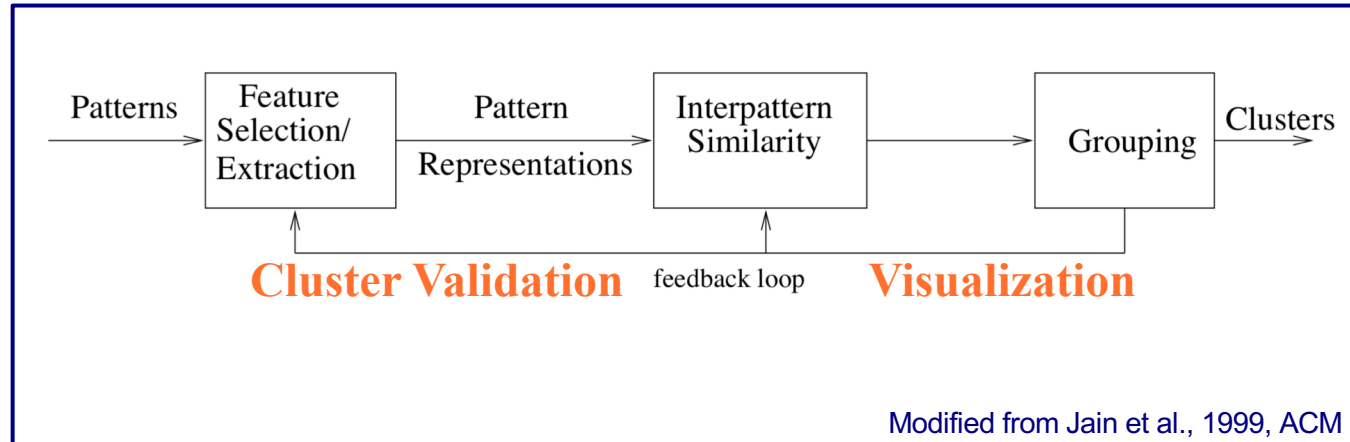 Patterns
Feature
Selection/
Extraction
Pattern
Representations
Interpattern
Similarity
Grouping
Clusters
Cluster Validation
feedback loop
Visualization
Modified from Jain et al., 1999, ACM